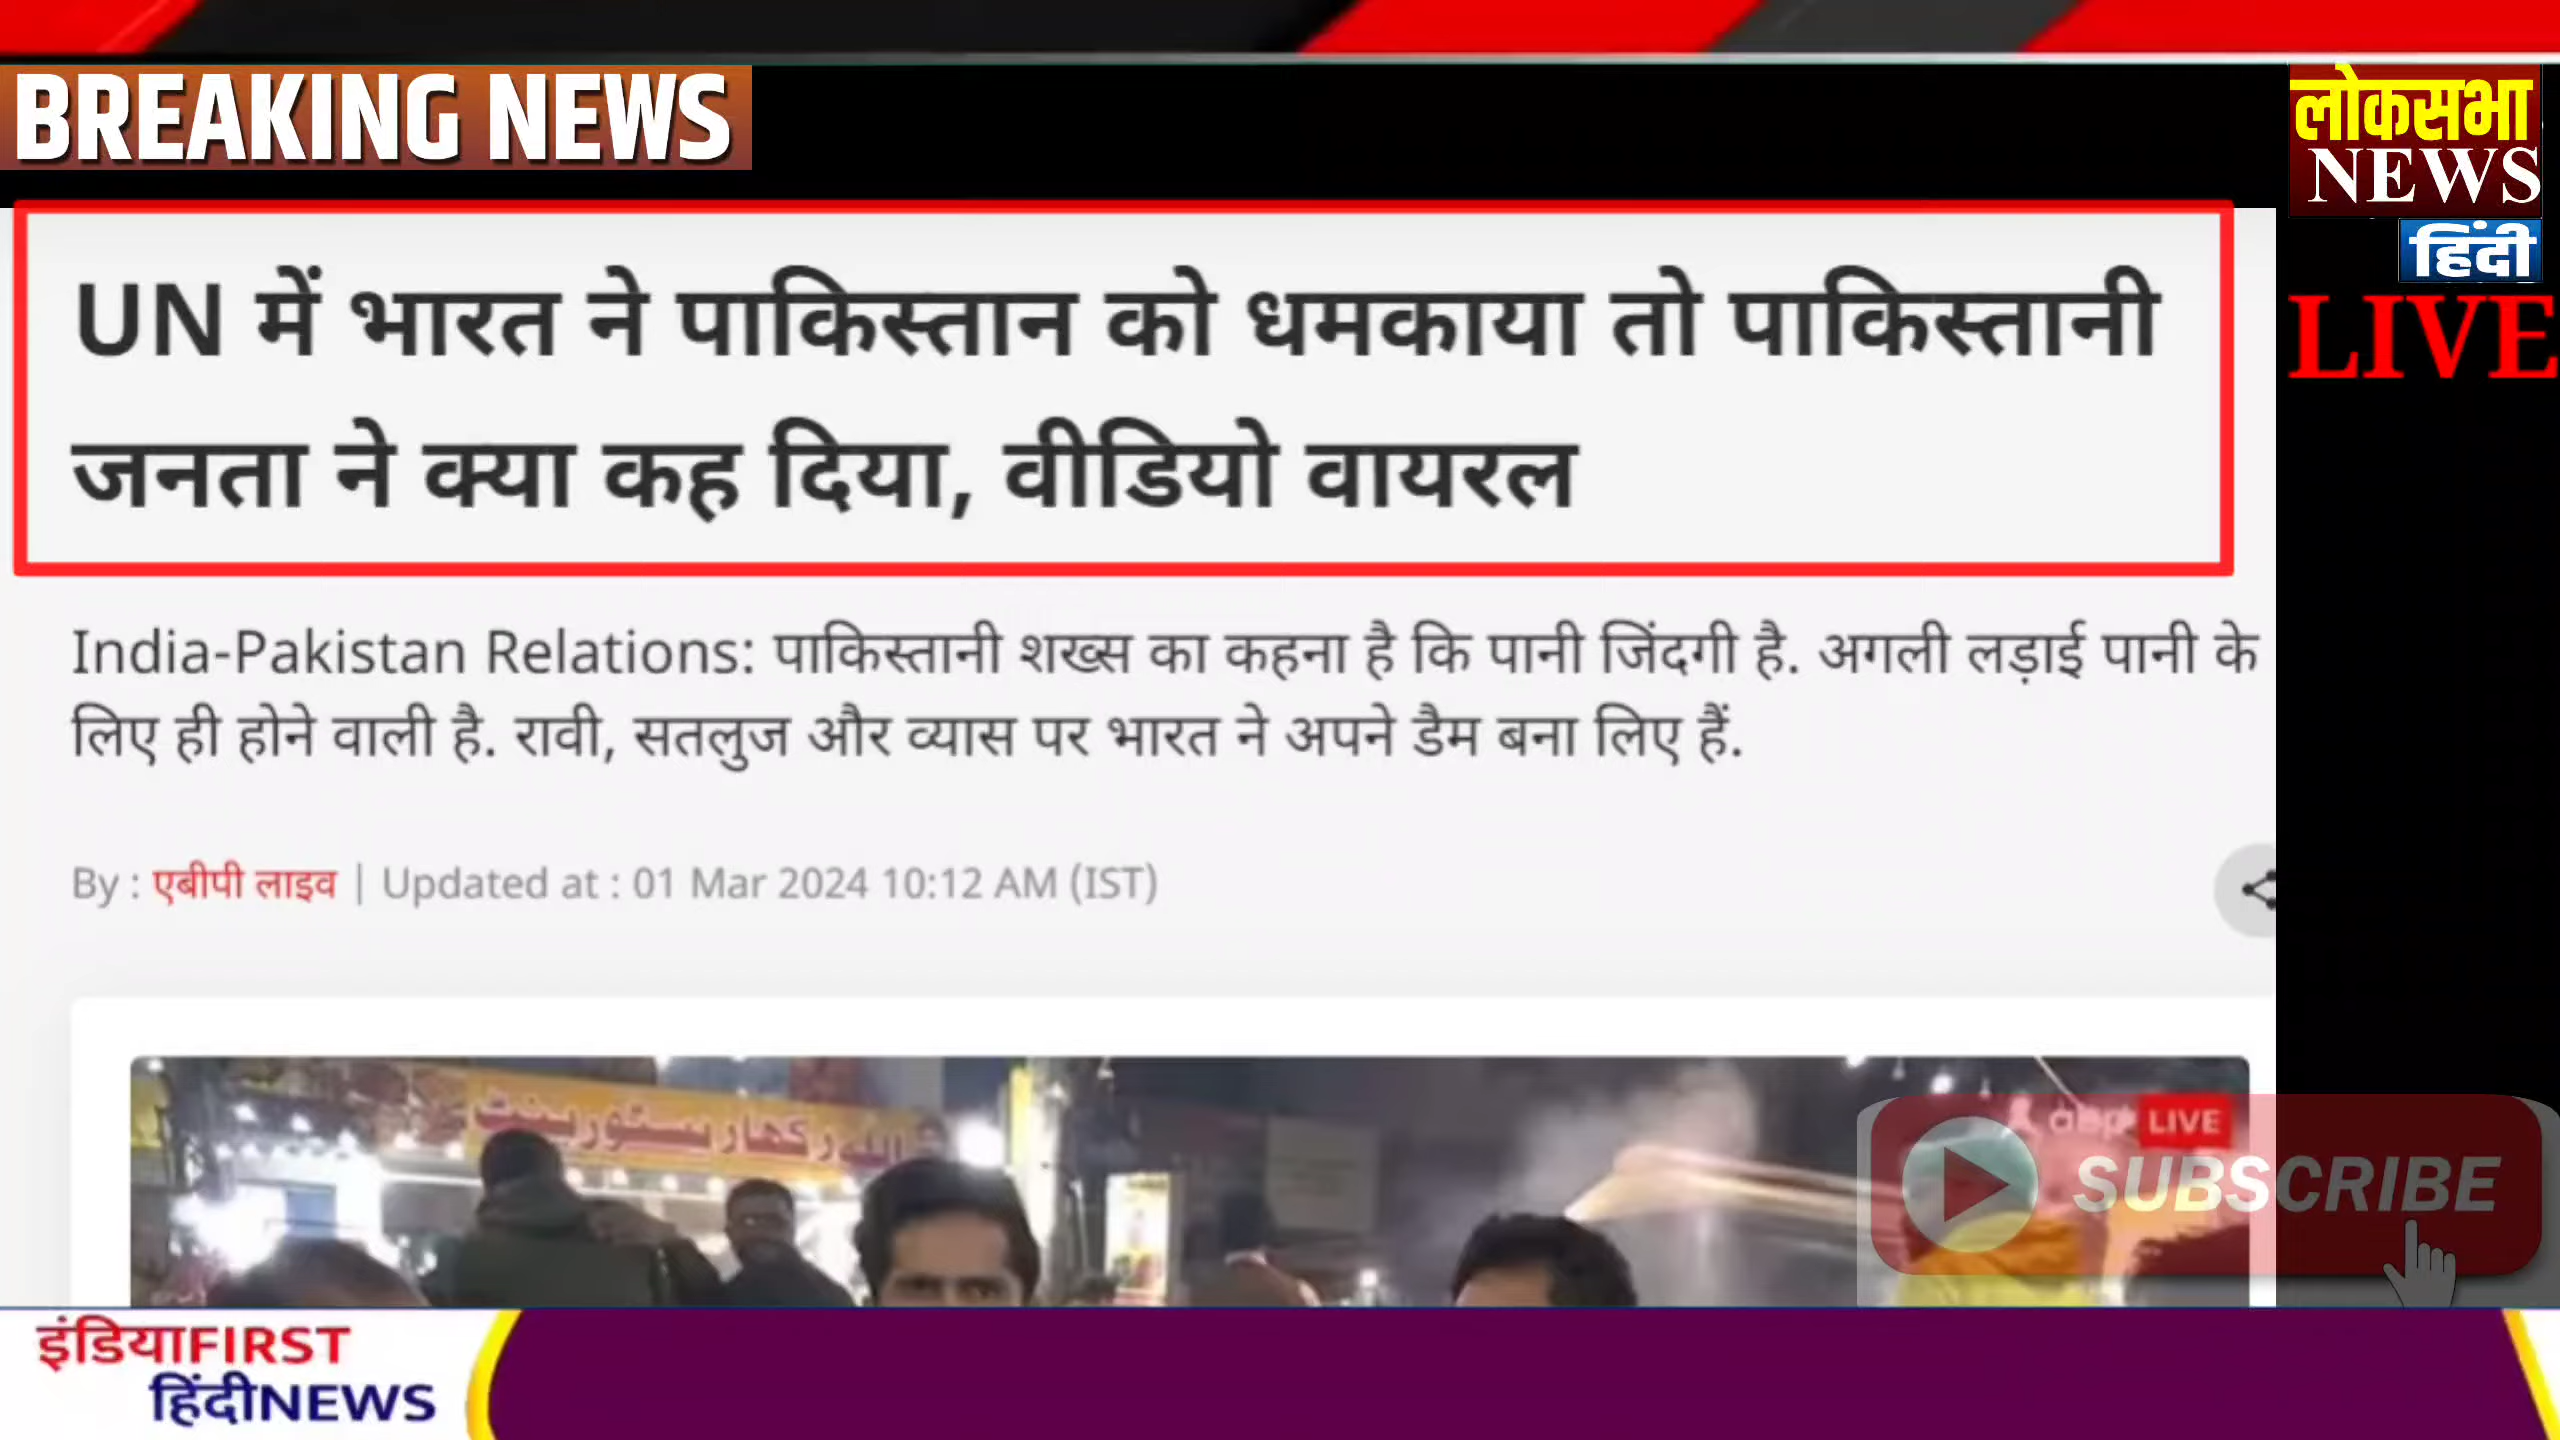 BREAKING NEWS
लोकसभा
NEWS
हिंदी
LIVE
UN में भारत ने पाकिस्तान को धमकाया तो पाकिस्तानी
जनता ने क्या कह दिया, वीडियो वायरल
India-Pakistan Relations: पाकिस्तानी शख्स का कहना है कि पानी जिंदगी है. अगली लड़ाई पानी के
लिए ही होने वाली है. रावी, सतलुज और व्यास पर भारत ने अपने डैम बना लिए हैं.
By : एबीपी लाइव | Updated at : 01 Mar 2024 10:12 AM (IST)
abp LIVE
SUBSCRIBE
इंडियाFIRST
हिंदीNEWS